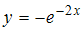 y = −e^{−2x}